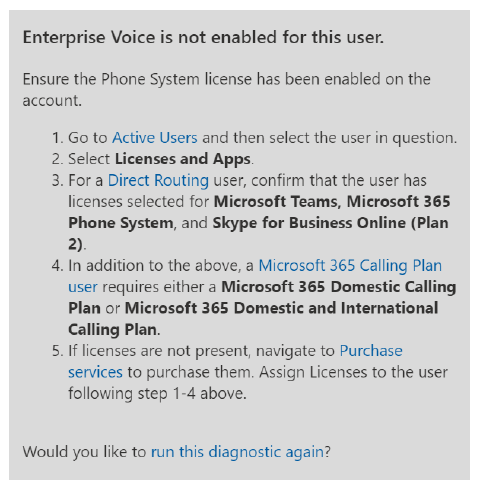 Enterprise Voice is not enabled for this user.
Ensure the Phone System license has been enabled on the
account.
1. Go to Active Users and then select the user in question.
2. Select Licenses and Apps.
3. For a Direct Routing user, confirm that the user has
licenses selected for Microsoft Teams, Microsoft 365
Phone System, and Skype for Business Online (Plan
2).
4. In addition to the above, a Microsoft 365 Calling Plan
user requires either a Microsoft 365 Domestic Calling
Plan or Microsoft 365 Domestic and International
Calling Plan.
5. If licenses are not present, navigate to Purchase
services to purchase them. Assign Licenses to the user
following step 1-4 above.
Would you like to run this diagnostic again?